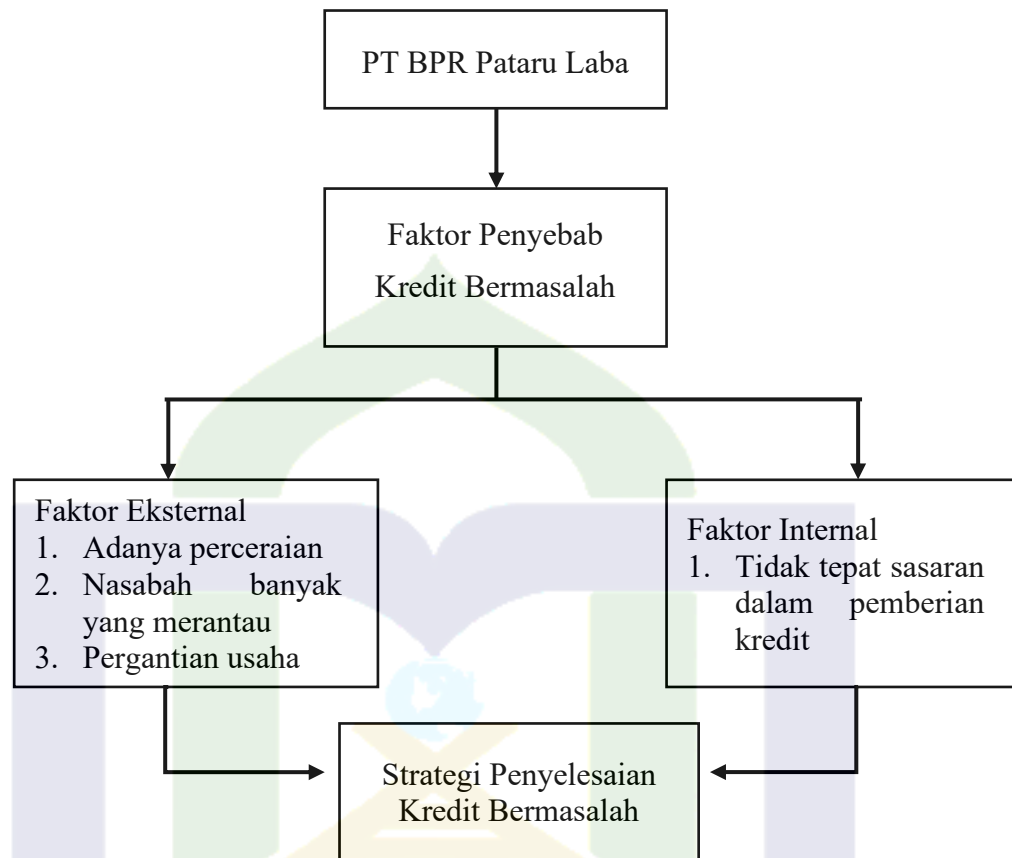 PT BPR Pataru Laba
Faktor Penyebab
Kredit Bermasalah
Faktor Eksternal
1. Adanya perceraian
2. Nasabah banyak
yang merantau
3. Pergantian usaha
Faktor Internal
1. Tidak tepat sasaran
dalam pemberian
kredit
Strategi Penyelesaian
Kredit Bermasalah